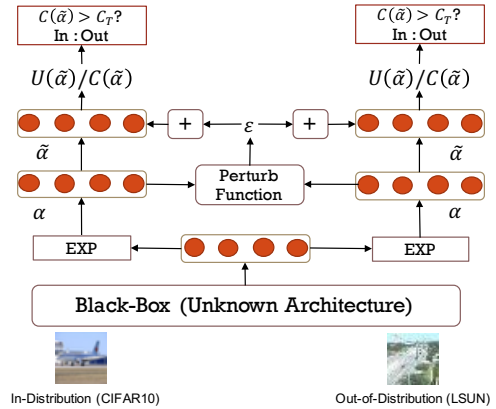 C(α̃) > C_T?
In : Out
C(α̃) > C_T?
In : Out
U(α̃)/C(α̃)
U(α̃)/C(α̃)
+
ε
+
α̃
α̃
Perturb
Function
α
α
EXP
EXP
Black-Box (Unknown Architecture)
In-Distribution (CIFAR10)
Out-of-Distribution (LSUN)